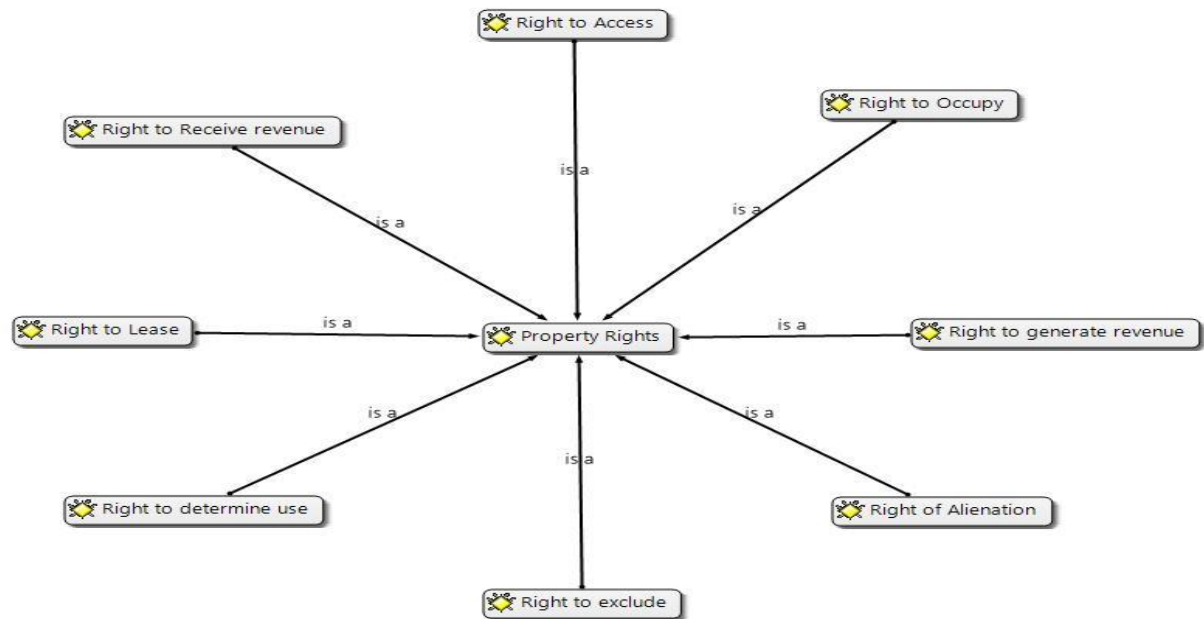 Right to Access
Right to Occupy
Right to Receive revenue
is a
is a
is a
Right to Lease
is a
Property Rights
is a
Right to generate revenue
is a
is a
is a
Right to determine use
Right of Alienation
Right to exclude